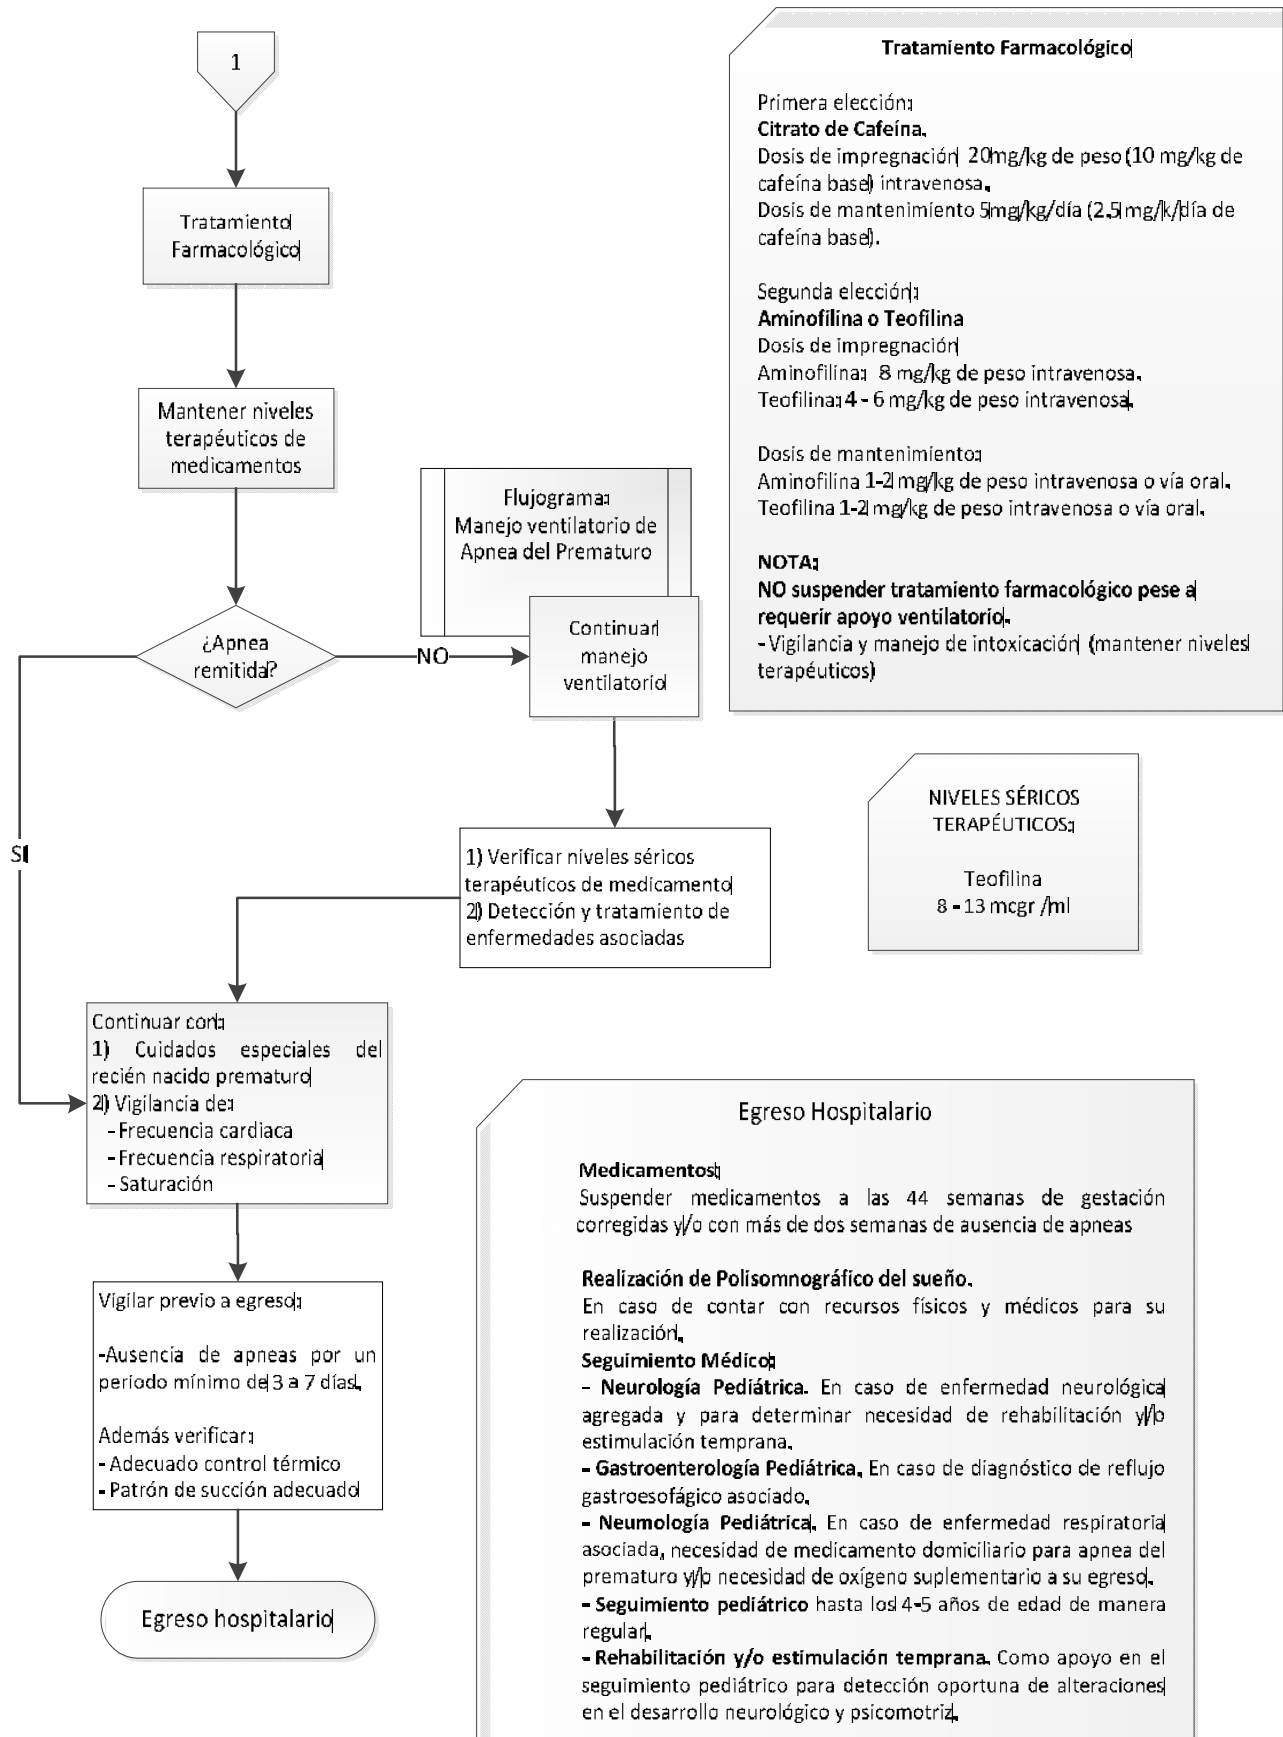 1
Tratamiento
Farmacológico
Mantener niveles
terapéuticos de
medicamentos
¿Apnea
remitida?
NO
SI
Flujograma:
Manejo ventilatorio de
Apnea del Prematuro
Continuar
manejo
ventilatorio
1) Verificar niveles séricos
terapéuticos de medicamento
2) Detección y tratamiento de
enfermedades asociadas
Continuar con:
1) Cuidados especiales del
recién nacido prematuro
2) Vigilancia de:
- Frecuencia cardiaca
- Frecuencia respiratoria
- Saturación
Vigilar previo a egreso:
-Ausencia de apneas por un
periodo mínimo de 3 a 7 días.
Además verificar:
- Adecuado control térmico
- Patrón de succión adecuado
Egreso hospitalario
Tratamiento Farmacológico
Primera elección:
Citrato de Cafeína.
Dosis de impregnación 20mg/kg de peso (10 mg/kg de
cafeína base) intravenosa.
Dosis de mantenimiento 5mg/kg/día (2.5 mg/k/día de
cafeína base).
Segunda elección:
Aminofilina o Teofilina
Dosis de impregnación
Aminofilina: 8 mg/kg de peso intravenosa.
Teofilina: 4 - 6 mg/kg de peso intravenosa.
Dosis de mantenimiento:
Aminofilina 1-2 mg/kg de peso intravenosa o vía oral.
Teofilina 1-2 mg/kg de peso intravenosa o vía oral.
NOTA:
NO suspender tratamiento farmacológico pese a
requerir apoyo ventilatorio.
- Vigilancia y manejo de intoxicación (mantener niveles
terapéuticos)
NIVELES SÉRICOS
TERAPÉUTICOS:
Teofilina
8 - 13 mcgr /ml
Egreso Hospitalario
Medicamentos:
Suspender medicamentos a las 44 semanas de gestación
corregidas y/o con más de dos semanas de ausencia de apneas
Realización de Polisomnográfico del sueño.
En caso de contar con recursos físicos y médicos para su
realización.
Seguimiento Médico:
- Neurología Pediátrica. En caso de enfermedad neurológica
agregada y para determinar necesidad de rehabilitación y/o
estimulación temprana.
- Gastroenterología Pediátrica. En caso de diagnóstico de reflujo
gastroesofágico asociado.
- Neumología Pediátrica. En caso de enfermedad respiratoria
asociada, necesidad de medicamento domiciliario para apnea del
prematuro y/o necesidad de oxígeno suplementario a su egreso.
- Seguimiento pediátrico hasta los 4-5 años de edad de manera
regular.
- Rehabilitación y/o estimulación temprana. Como apoyo en el
seguimiento pediátrico para detección oportuna de alteraciones
en el desarrollo neurológico y psicomotriz.